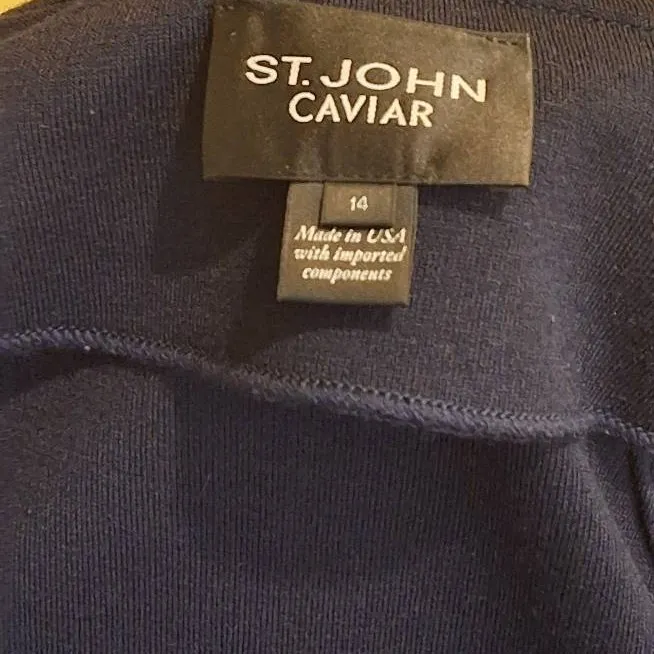 ST. JOHN
CAVIAR
14
Made in USA
with imported
components